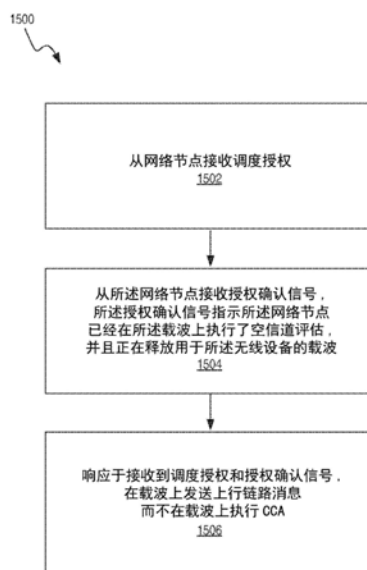 1500
从网络节点接收调度授权
1502
从所述网络节点接收授权确认信号，
所述授权确认信号指示所述网络节点
已经在所述载波上执行了空信道评估，
并且正在释放用于所述无线设备的载波
1504
响应于接收到调度授权和授权确认信号，
在载波上发送上行链路消息
而不在载波上执行 CCA
1506